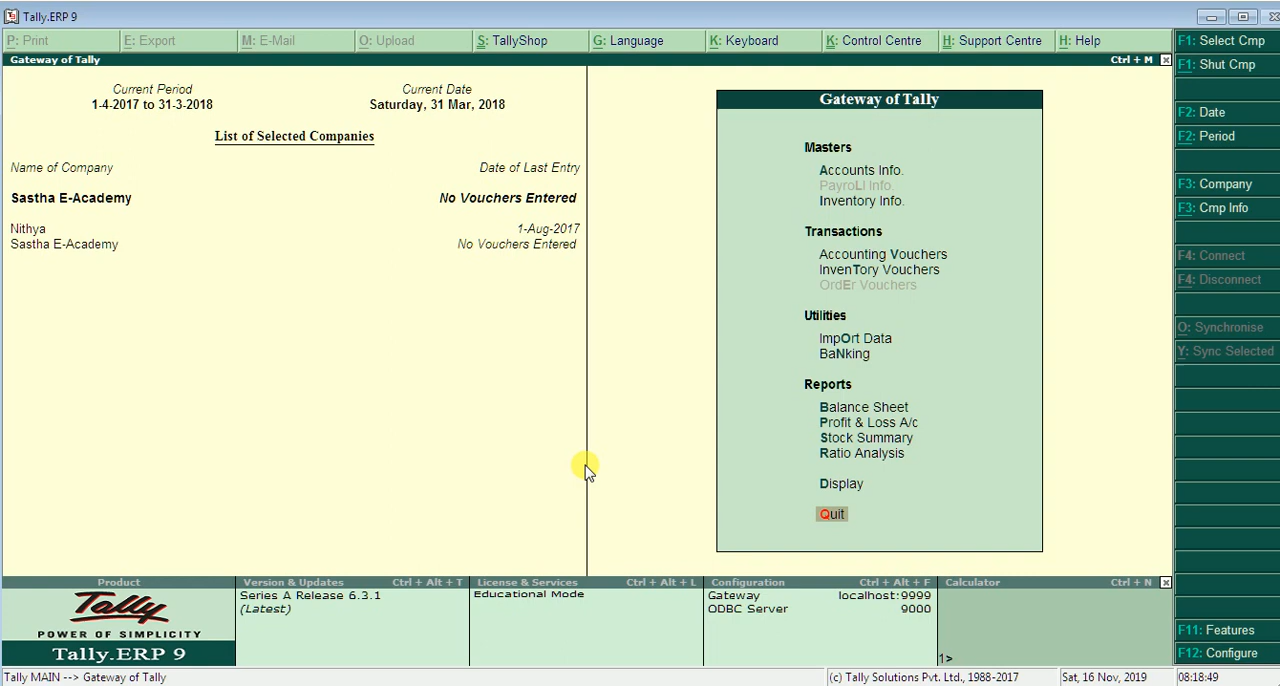 Tally.ERP 9
P: Print E: Export M: E-Mail O: Upload S: TallyShop G: Language K: Keyboard K: Control Centre H: Support Centre H: Help
Gateway of Tally Ctrl + M
Current Period Current Date
1-4-2017 to 31-3-2018 Saturday, 31 Mar, 2018
List of Selected Companies
Name of Company Date of Last Entry
Sastha E-Academy No Vouchers Entered
Nithya 1-Aug-2017
Sastha E-Academy No Vouchers Entered
Gateway of Tally
Masters
Accounts Info.
PayroLl Info.
Inventory Info.
Transactions
Accounting Vouchers
InvenTory Vouchers
OrdEr Vouchers
Utilities
ImpOrt Data
BaNking
Reports
Balance Sheet
Profit & Loss A/c
Stock Summary
Ratio Analysis
Display
Quit
F1: Select Cmp
F1: Shut Cmp
F2: Date
F2: Period
F3: Company
F3: Cmp Info
F4: Connect
F4: Disconnect
O: Synchronise
Y: Sync Selected
F11: Features
F12: Configure
Product
Tally
POWER OF SIMPLICITY
Tally.ERP 9
Version & Updates Ctrl + Alt + T
Series A Release 6.3.1
(Latest)
License & Services Ctrl + Alt + L
Educational Mode
Configuration Ctrl + Alt + F
Gateway localhost:9999
ODBC Server 9000
Calculator Ctrl + N
1>
Tally MAIN --> Gateway of Tally (c) Tally Solutions Pvt. Ltd., 1988-2017 Sat, 16 Nov, 2019 08:18:49